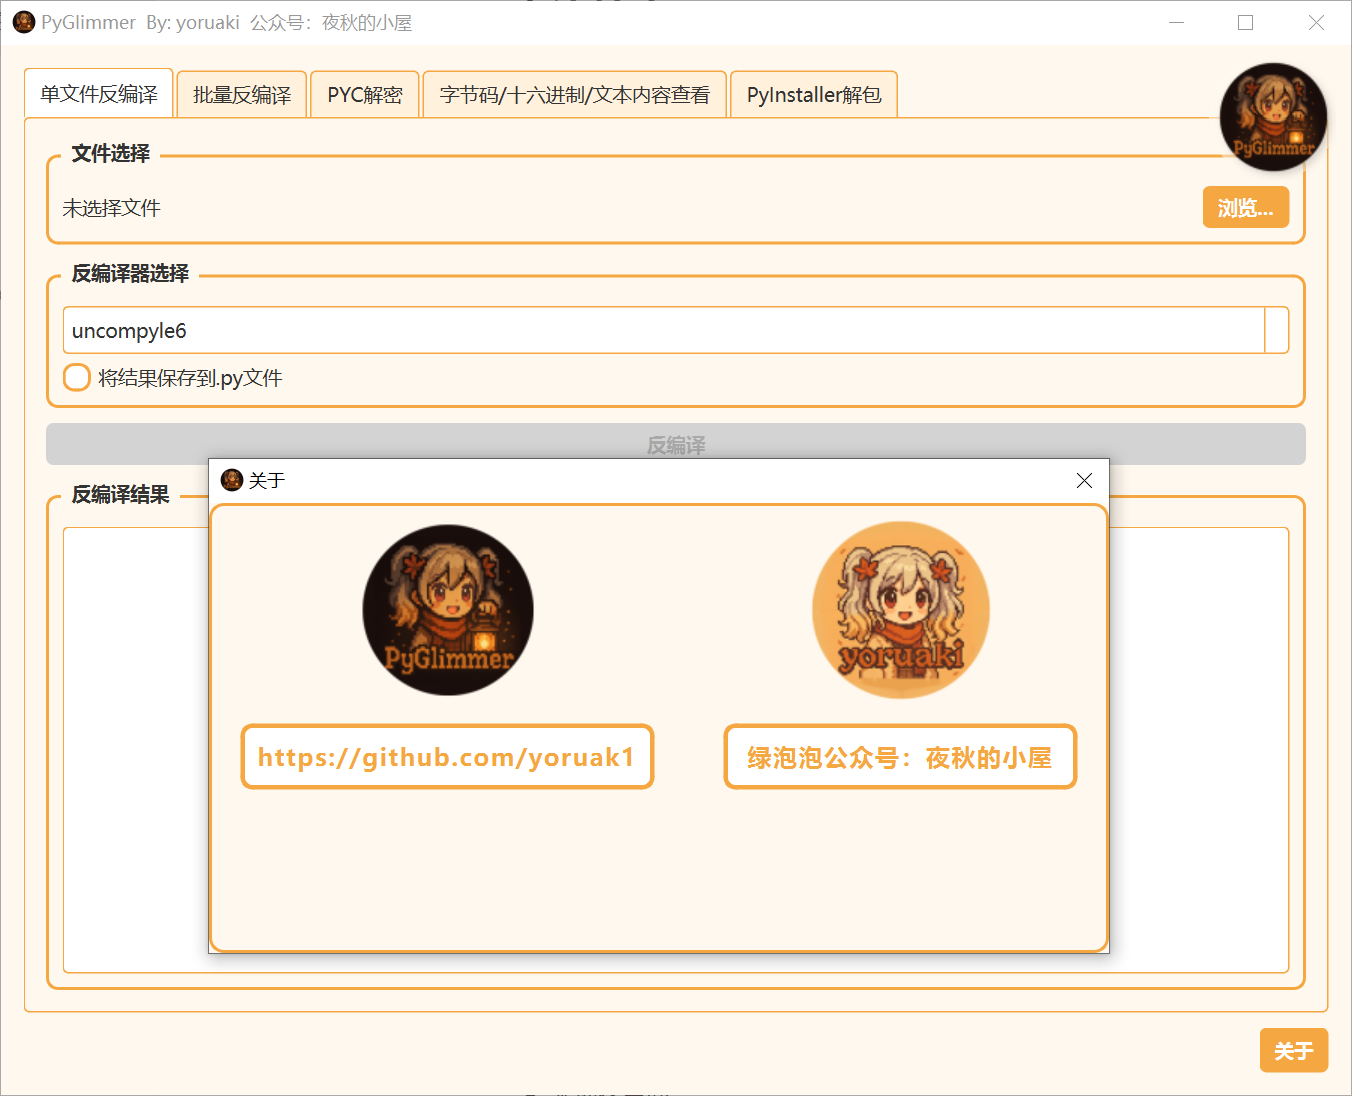 PyGlimmer By: yoruaki 公众号：夜秋的小屋
单文件反编译 批量反编译 PYC解密 字节码/十六进制/文本内容查看 PyInstaller解包
PyGlimmer
文件选择
未选择文件 浏览...
反编译器选择
uncompyle6
将结果保存到.py文件
反编译
反编译结果
关于
PyGlimmer yoruaki
https://github.com/yoruak1 绿泡泡公众号：夜秋的小屋
关于